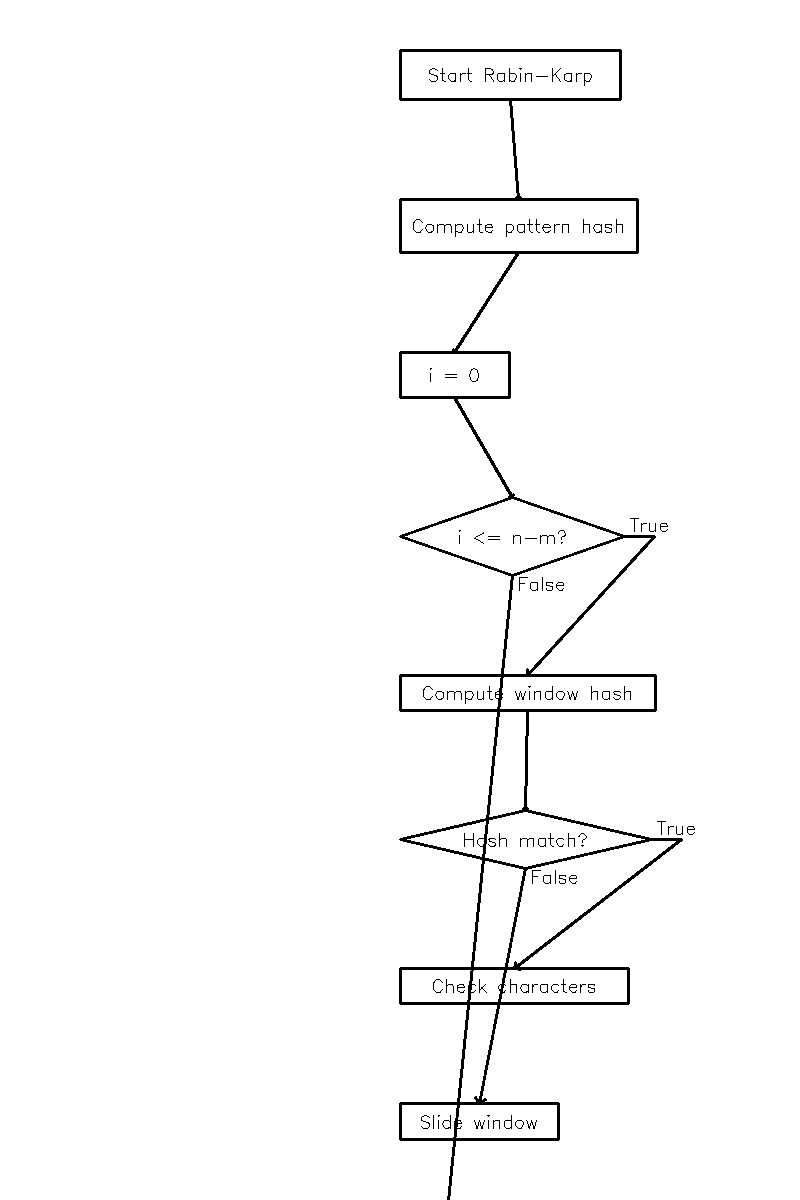 Start Rabin-Karp
Compute pattern hash
i = 0
i <= n-m?
True
False
Compute window hash
Hash match?
True
False
Check characters
Slide window